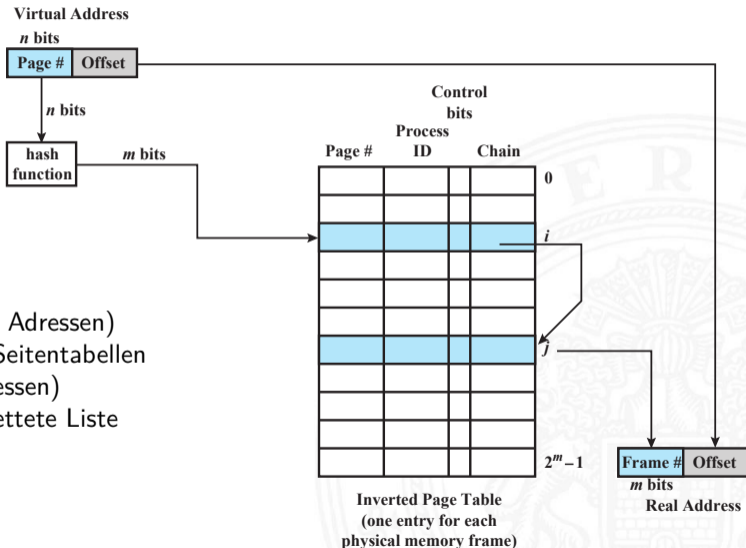 Virtual Address
n bits
Page # Offset
n bits
hash
function
m bits
Control
bits
Process
Page # ID Chain
0
i
j
2^m – 1
Adressen)
Seitentabellen
essen)
ettete Liste
Frame # Offset
m bits
Real Address
Inverted Page Table
(one entry for each
physical memory frame)